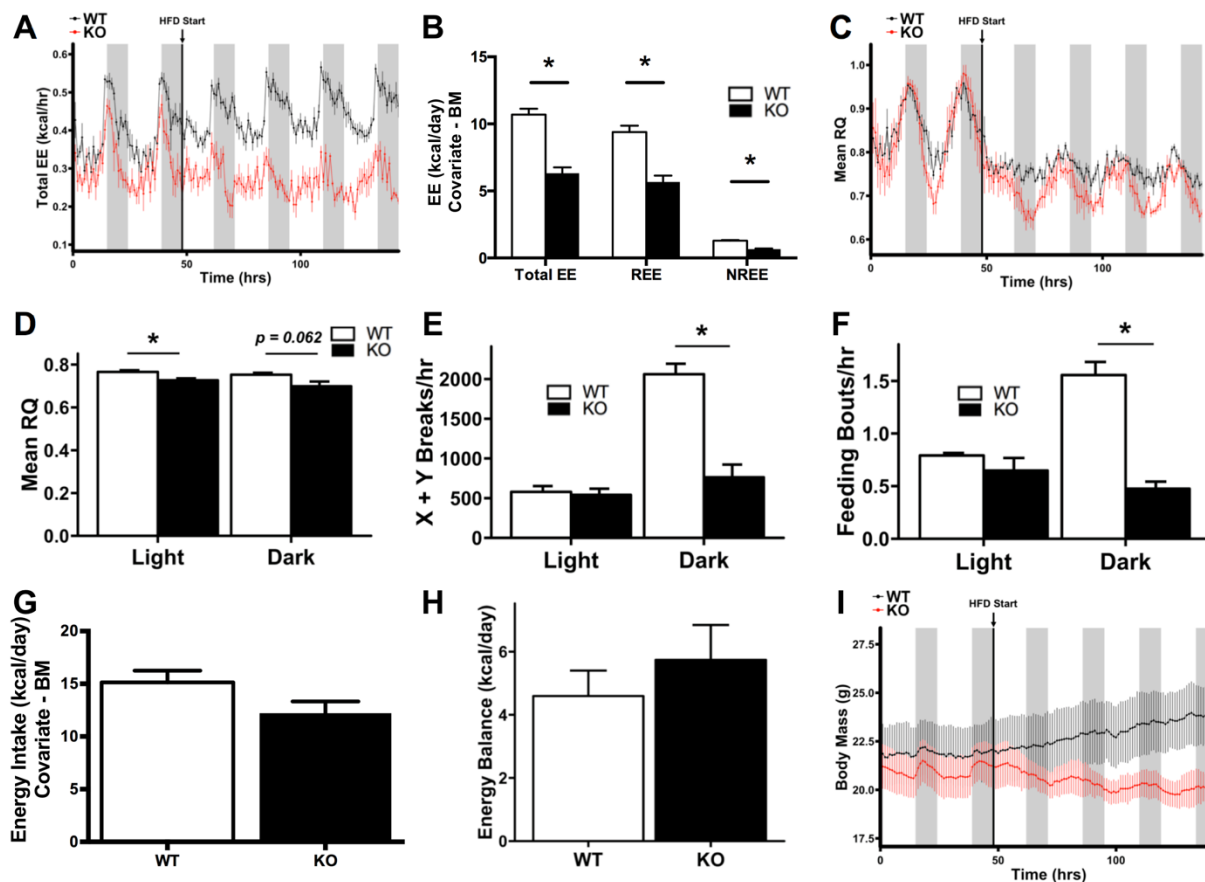 A
WT
KO
HFD Start
Total EE (kcal/hr)
0.6
0.5
0.4
0.3
0.2
0.1
0
50
100
Time (hrs)
B
EE (kcal/day)
Covariate - BM
15
10
5
0
*
*
*
WT
KO
Total EE
REE
NREE
C
WT
KO
HFD Start
Mean RQ
1.0
0.9
0.8
0.7
0.6
0
50
100
Time (hrs)
D
Mean RQ
0.8
0.6
0.4
0.2
0.0
*
p = 0.062
WT
KO
Light
Dark
E
X + Y Breaks/hr
2000
1500
1000
500
0
*
WT
KO
Light
Dark
F
Feeding Bouts/hr
1.5
1.0
0.5
0.0
*
WT
KO
Light
Dark
G
Energy Intake (kcal/day)
Covariate - BM
20
15
10
5
0
WT
KO
H
Energy Balance (kcal/day)
6
4
2
0
WT
KO
I
WT
KO
HFD Start
Body Mass (g)
27.5
25.0
22.5
20.0
17.5
0
50
100
Time (hrs)